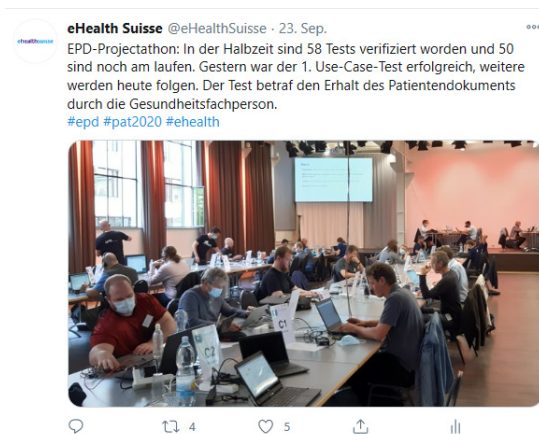 eHealth Suisse @eHealthSuisse · 23. Sep.
ehealthsuisse
EPD-Projectathon: In der Halbzeit sind 58 Tests verifiziert worden und 50
sind noch am laufen. Gestern war der 1. Use-Case-Test erfolgreich, weitere
werden heute folgen. Der Test betraf den Erhalt des Patientendokuments
durch die Gesundheitsfachperson.
#epd #pat2020 #ehealth
C2
4
5